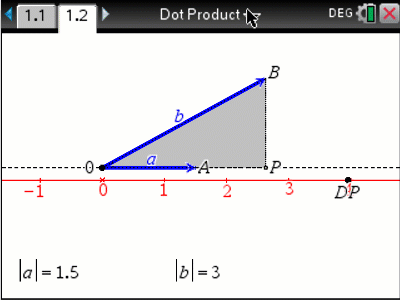 1.1 1.2 Dot Product DEG
B
b
0 a A P
-1 0 1 2 3
DP
|a| = 1.5 |b| = 3